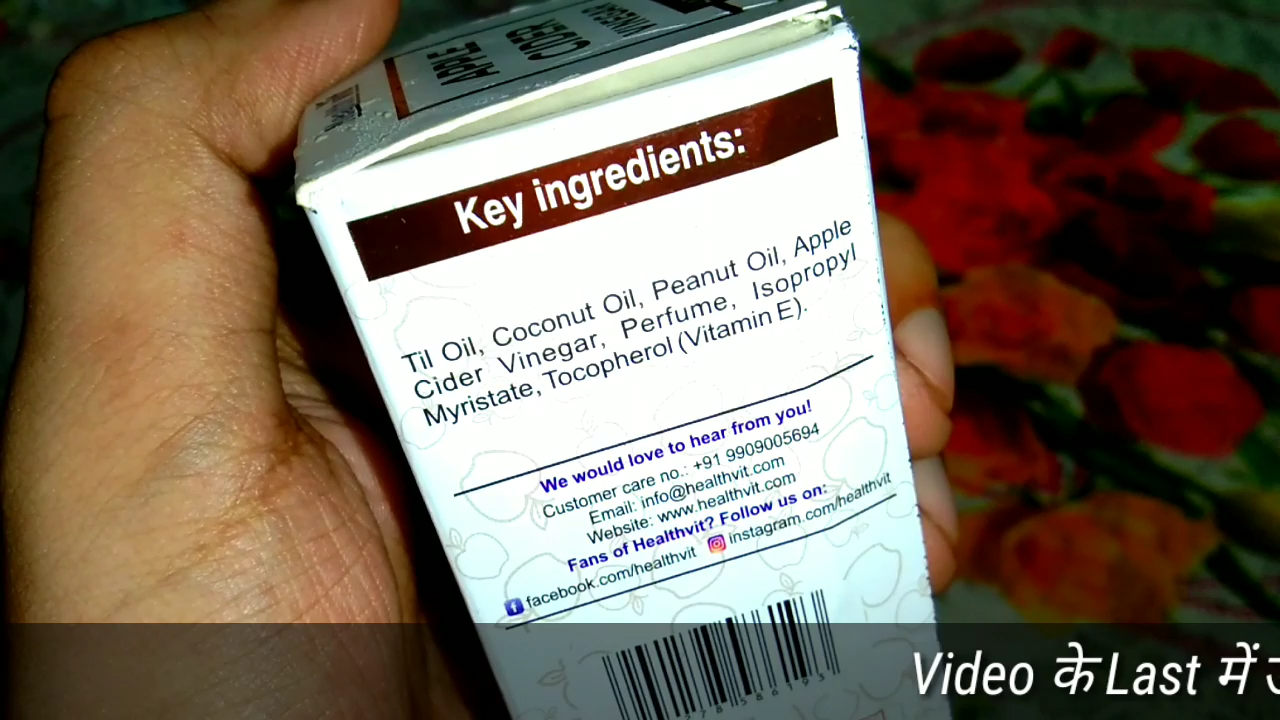 APPLE
CIDER
VINEGAR
Key ingredients:
Til Oil, Coconut Oil, Peanut Oil, Apple
Cider Vinegar, Perfume, Isopropyl
Myristate, Tocopherol (Vitamin E).
We would love to hear from you!
Customer care no.: +91 9909005694
Email: info@healthvit.com
Website: www.healthvit.com
Fans of Healthvit? Follow us on:
facebook.com/healthvit instagram.com/healthvit
Video के Last में